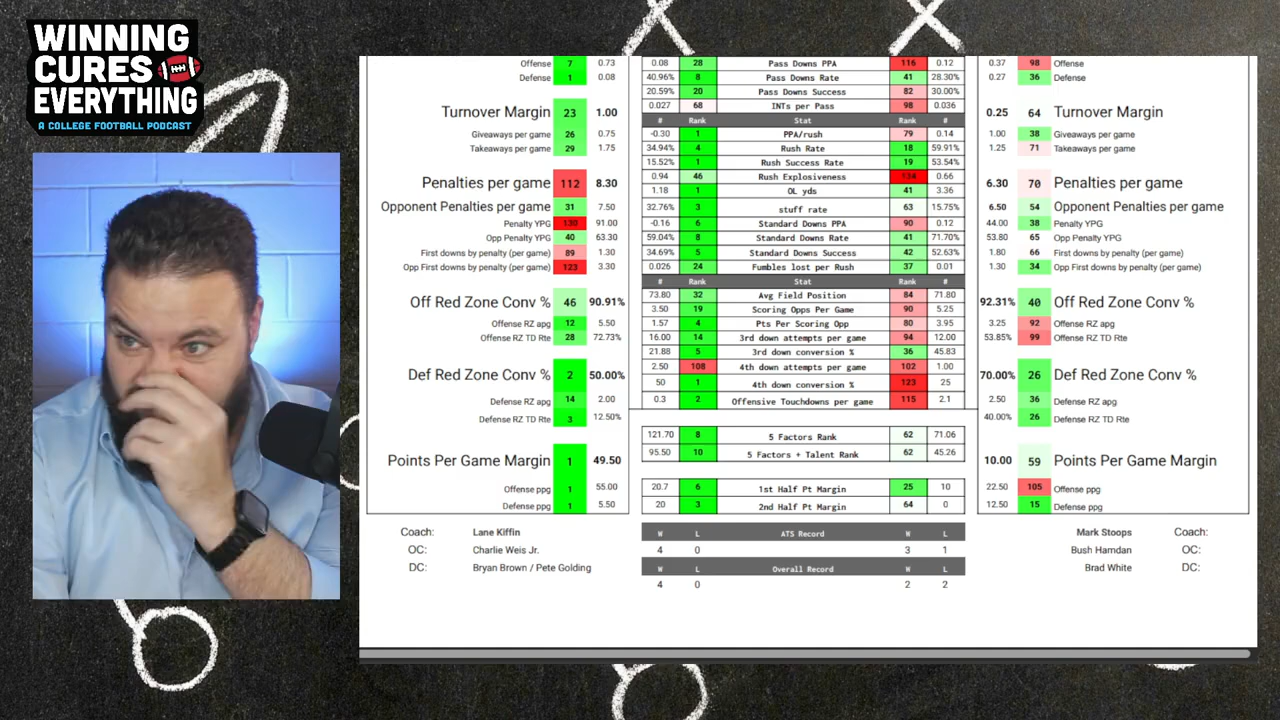 WINNING
CURES
EVERYTHING
A COLLEGE FOOTBALL PODCAST
Offense 7 0.73 0.08 28 Pass Downs PPA 116 0.12 0.37 98 Offense
Defense 1 0.08 40.96% 8 Pass Downs Rate 41 28.30% 0.27 36 Defense
20.59% 20 Pass Downs Success 82 30.00%
Turnover Margin 23 1.00 0.027 68 INTs per Pass 98 0.036 0.25 64 Turnover Margin
# Rank Stat Rank #
Giveaways per game 26 0.75 -0.30 1 PPA/rush 79 0.14 1.00 38 Giveaways per game
Takeaways per game 29 1.75 34.94% 4 Rush Rate 18 59.91% 1.25 71 Takeaways per game
15.52% 1 Rush Success Rate 19 53.54%
Penalties per game 112 8.30 0.94 46 Rush Explosiveness 134 0.66 6.30 70 Penalties per game
1.18 1 OL yds 41 3.36
Opponent Penalties per game 31 7.50 32.76% 3 stuff rate 63 15.75% 6.50 54 Opponent Penalties per game
Penalty YPG 130 91.00 -0.16 6 Standard Downs PPA 90 0.12 44.00 38 Penalty YPG
Opp Penalty YPG 40 63.30 59.04% 8 Standard Downs Rate 41 71.70% 53.80 65 Opp Penalty YPG
First downs by penalty (per game) 89 1.30 34.69% 5 Standard Downs Success 42 52.63% 1.80 66 First downs by penalty (per game)
Opp First downs by penalty (per game) 123 3.30 0.026 24 Fumbles lost per Rush 37 0.01 1.30 34 Opp First downs by penalty (per game)
# Rank Stat Rank #
Off Red Zone Conv % 46 90.91% 73.80 32 Avg Field Position 84 71.80 92.31% 40 Off Red Zone Conv %
3.50 19 Scoring Opps Per Game 90 5.25
Offense RZ apg 12 5.50 1.57 4 Pts Per Scoring Opp 80 3.95 3.25 92 Offense RZ apg
Offense RZ TD Rte 28 72.73% 16.00 14 3rd down attempts per game 94 12.00 53.85% 99 Offense RZ TD Rte
21.88 5 3rd down conversion % 36 45.83
Def Red Zone Conv % 2 50.00% 2.50 108 4th down attempts per game 102 1.00 70.00% 26 Def Red Zone Conv %
50 1 4th down conversion % 123 25
Defense RZ apg 14 2.00 0.3 2 Offensive Touchdowns per game 115 2.1 2.50 36 Defense RZ apg
Defense RZ TD Rte 3 12.50% 40.00% 26 Defense RZ TD Rte
121.70 8 5 Factors Rank 62 71.06
Points Per Game Margin 1 49.50 95.50 10 5 Factors + Talent Rank 62 45.26 10.00 59 Points Per Game Margin
Offense ppg 1 55.00 20.7 6 1st Half Pt Margin 25 10 22.50 105 Offense ppg
Defense ppg 1 5.50 20 3 2nd Half Pt Margin 64 0 12.50 15 Defense ppg
Coach: Lane Kiffin W L ATS Record W L Mark Stoops Coach:
OC: Charlie Weis Jr. 4 0 3 1 Bush Hamdan OC:
DC: Bryan Brown / Pete Golding W L Overall Record W L Brad White DC:
4 0 2 2